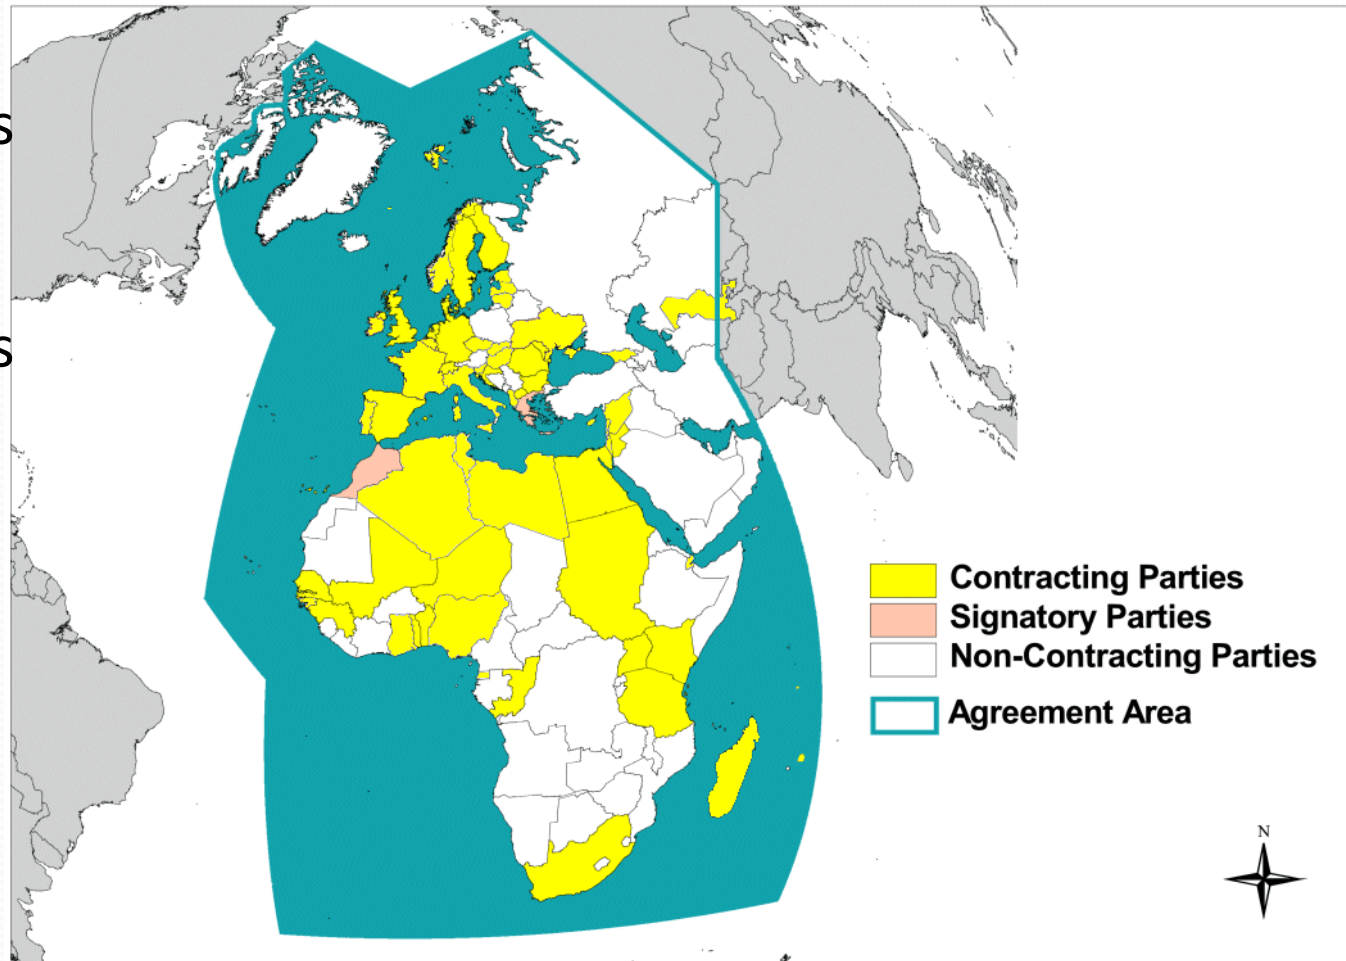 s
s
Contracting Parties
Signatory Parties
Non-Contracting Parties
Agreement Area
N